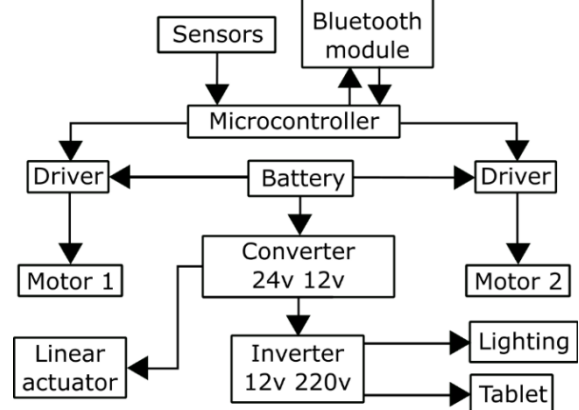 Sensors
Bluetooth
module
Microcontroller
Driver
Battery
Driver
Motor 1
Converter
24v 12v
Motor 2
Linear
actuator
Inverter
12v 220v
Lighting
Tablet